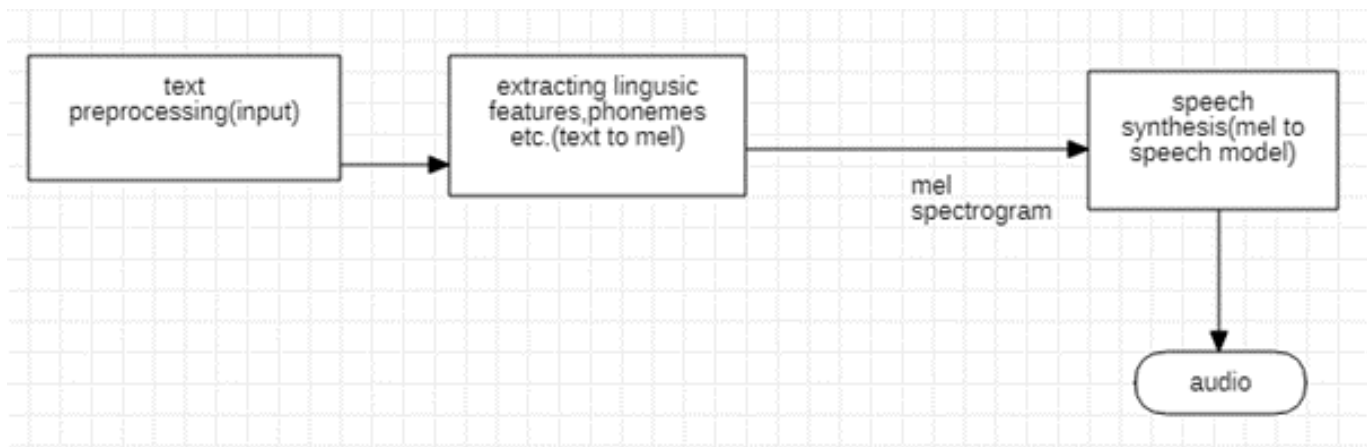 text
preprocessing(input)
extracting lingusic
features,phonemes
etc.(text to mel)
mel
spectrogram
speech
synthesis(mel to
speech model)
audio